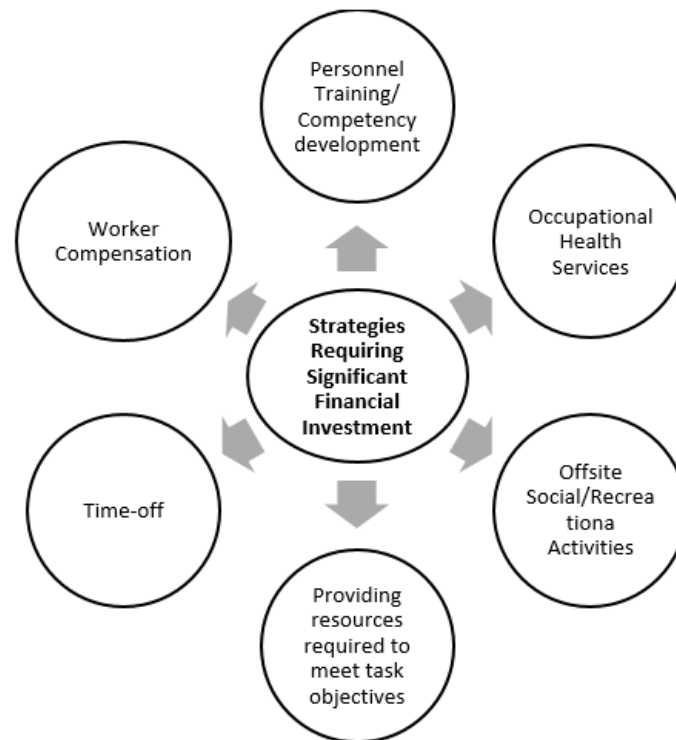 Personnel
Training/
Competency
development
Worker
Compensation
Occupational
Health
Services
Strategies
Requiring
Significant
Financial
Investment
Time-off
Offsite
Social/Recrea
tiona
Activities
Providing
resources
required to
meet task
objectives